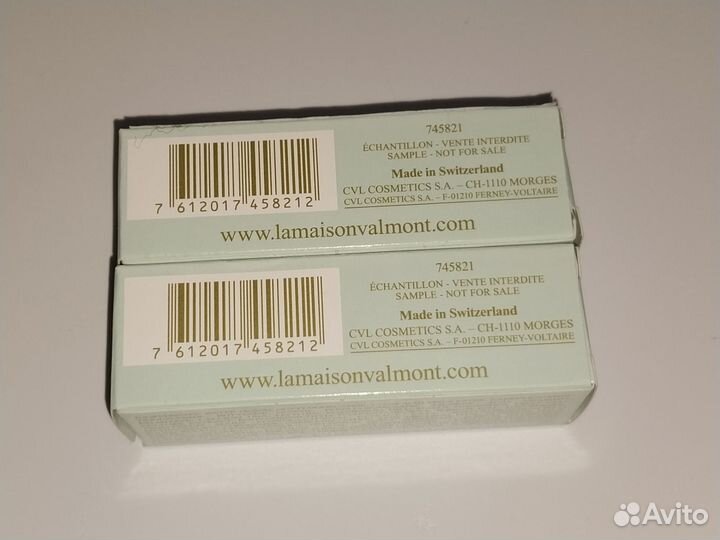 745821
ÉCHANTILLON - VENTE INTERDITE
SAMPLE - NOT FOR SALE
Made in Switzerland
CVL COSMETICS S.A. – CH-1110 MORGES
CVL COSMETICS S.A. – F-01210 FERNEY-VOLTAIRE
7 612017 458212
www.lamaisonvalmont.com
745821
ÉCHANTILLON - VENTE INTERDITE
SAMPLE - NOT FOR SALE
Made in Switzerland
CVL COSMETICS S.A. – CH-1110 MORGES
CVL COSMETICS S.A. – F-01210 FERNEY-VOLTAIRE
7 612017 458212
www.lamaisonvalmont.com
Avito